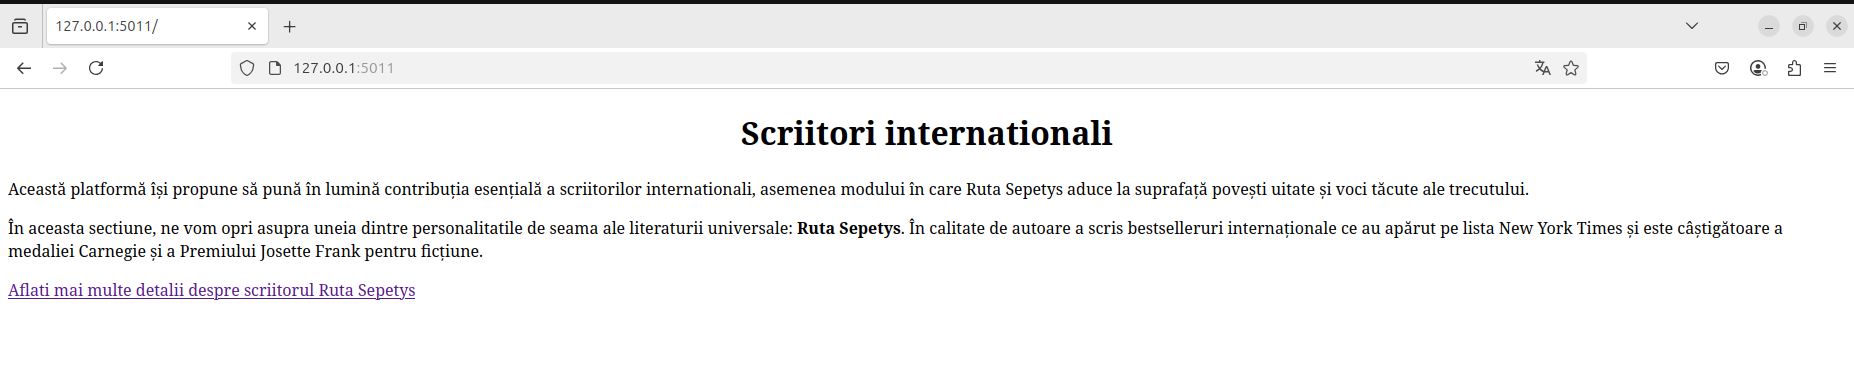 127.0.0.1:5011/
127.0.0.1:5011
Scriitori internationali
Această platformă își propune să pună în lumină contribuția esențială a scriitorilor internationali, asemenea modului în care Ruta Sepetys aduce la suprafață povești uitate și voci tăcute ale trecutului.
În aceasta sectiune, ne vom opri asupra uneia dintre personalitatile de seama ale literaturii universale: Ruta Sepetys. În calitate de autoare a scris bestselleruri internaționale ce au apărut pe lista New York Times și este câștigătoare a
medaliei Carnegie și a Premiului Josette Frank pentru ficțiune.
Aflati mai multe detalii despre scriitorul Ruta Sepetys